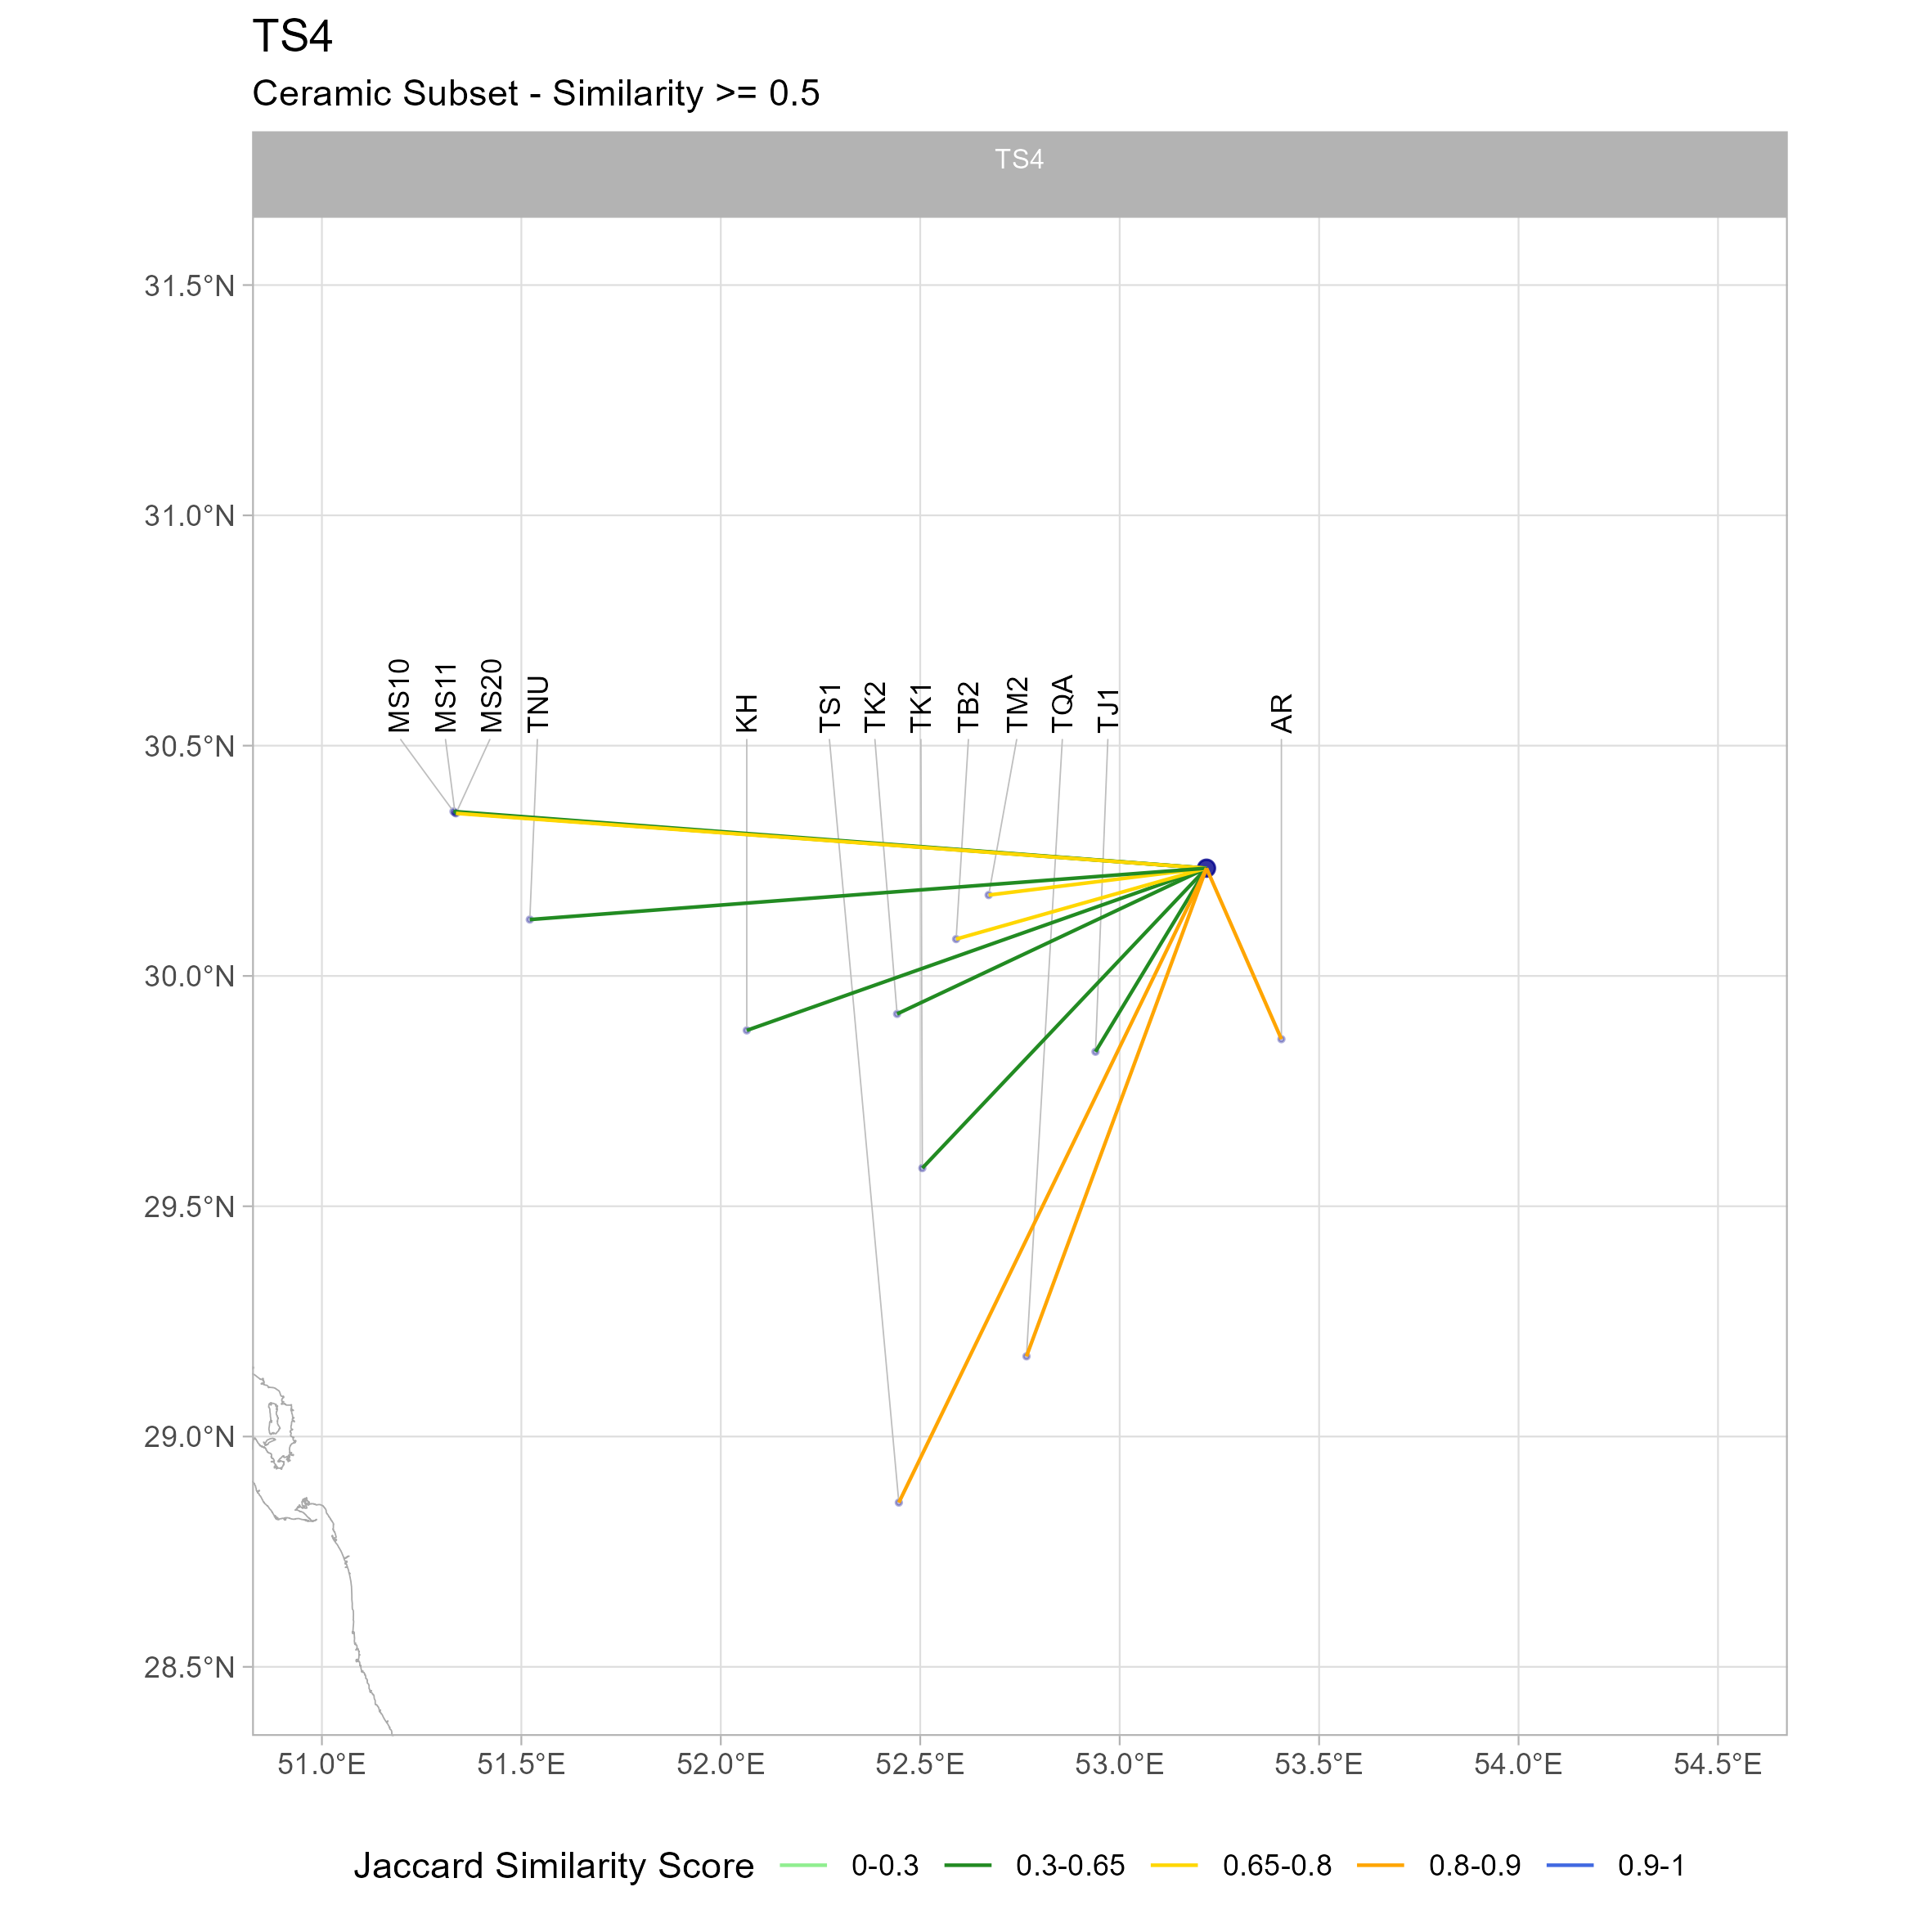 TS4
Ceramic Subset - Similarity >= 0.5
TS4
31.5°N
31.0°N
30.5°N
30.0°N
29.5°N
29.0°N
28.5°N
MS10
MS11
MS20
TNU
KH
TS1
TK2
TK1
TB2
TM2
TQA
TJ1
AR
51.0°E 51.5°E 52.0°E 52.5°E 53.0°E 53.5°E 54.0°E 54.5°E
Jaccard Similarity Score 0-0.3 0.3-0.65 0.65-0.8 0.8-0.9 0.9-1